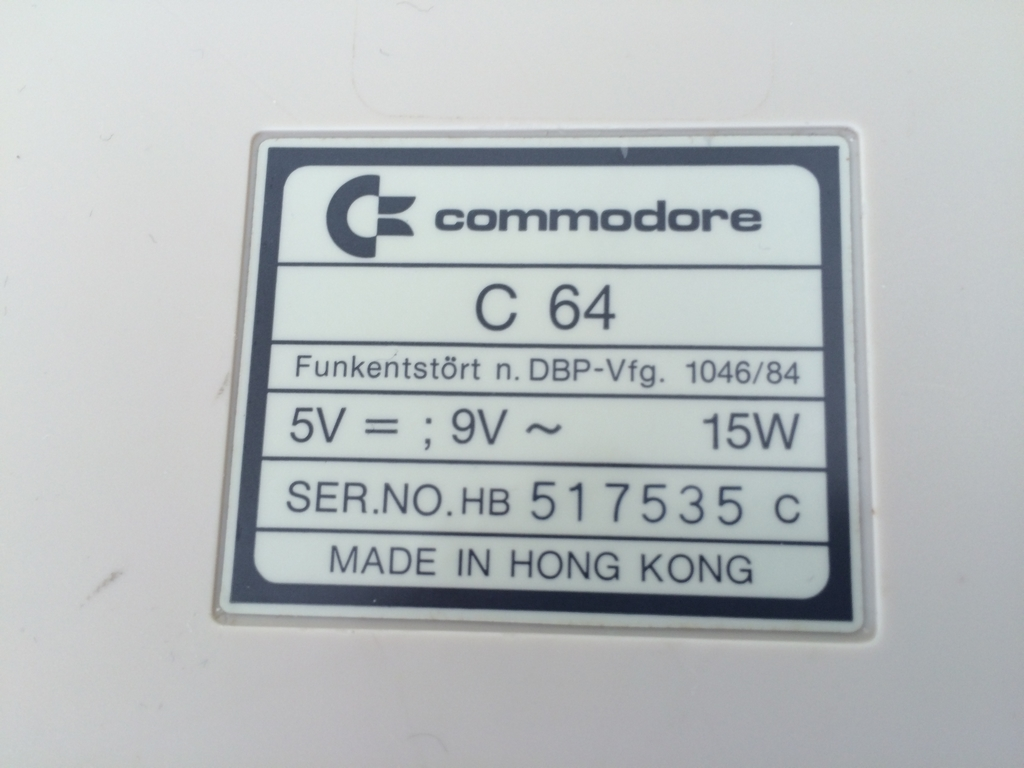 commodore
C 64
Funkentstört n. DBP-Vfg. 1046/84
5V = ; 9V ~ 15W
SER.NO. HB 517535 C
MADE IN HONG KONG